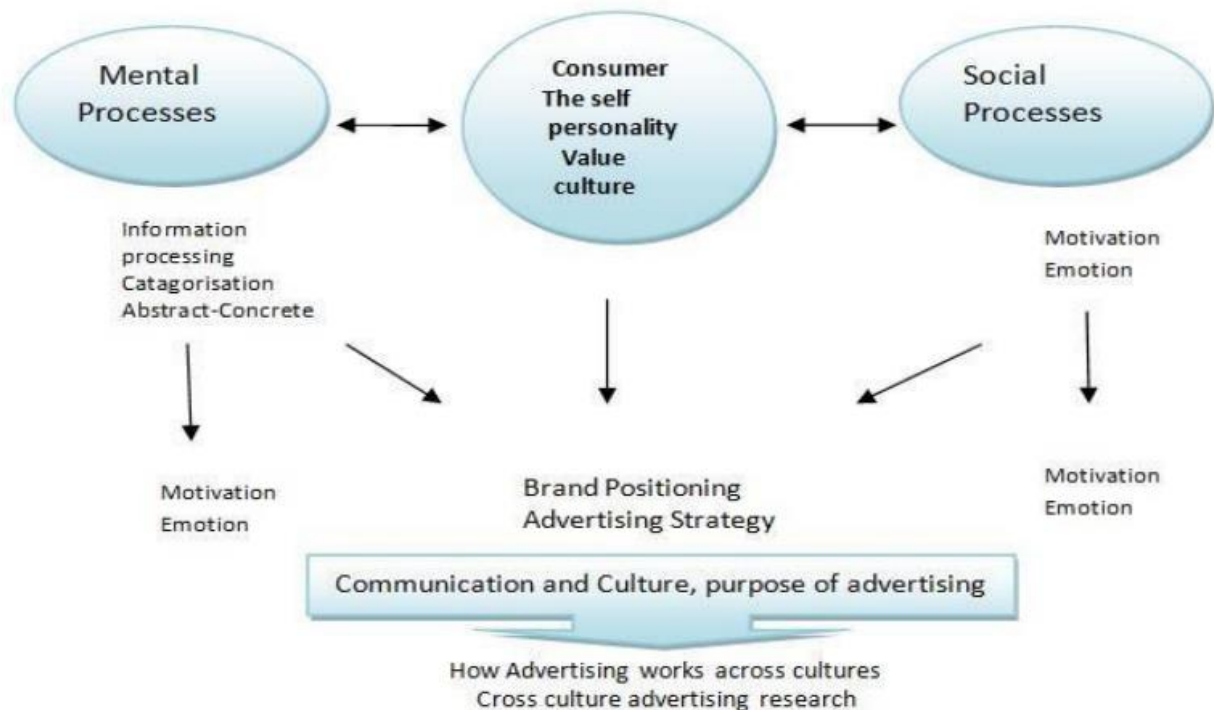 Mental
Processes
Consumer
The self
personality
Value
culture
Social
Processes
Information
processing
Catagorisation
Abstract-Concrete
Motivation
Emotion
Motivation
Emotion
Brand Positioning
Advertising Strategy
Motivation
Emotion
Communication and Culture, purpose of advertising
How Advertising works across cultures
Cross culture advertising research